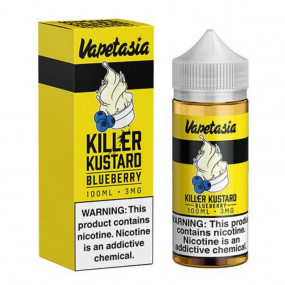 Vapetasia
KILLER
KUSTARD
BLUEBERRY
100ML • 3MG
WARNING: This
product contains
nicotine. Nicotine
is an addictive
chemical.
Vapetasia
KILLER
KUSTARD
BLUEBERRY
100ML • 3MG
WARNING: This
product contains
nicotine. Nicotine is
an addictive chemical.